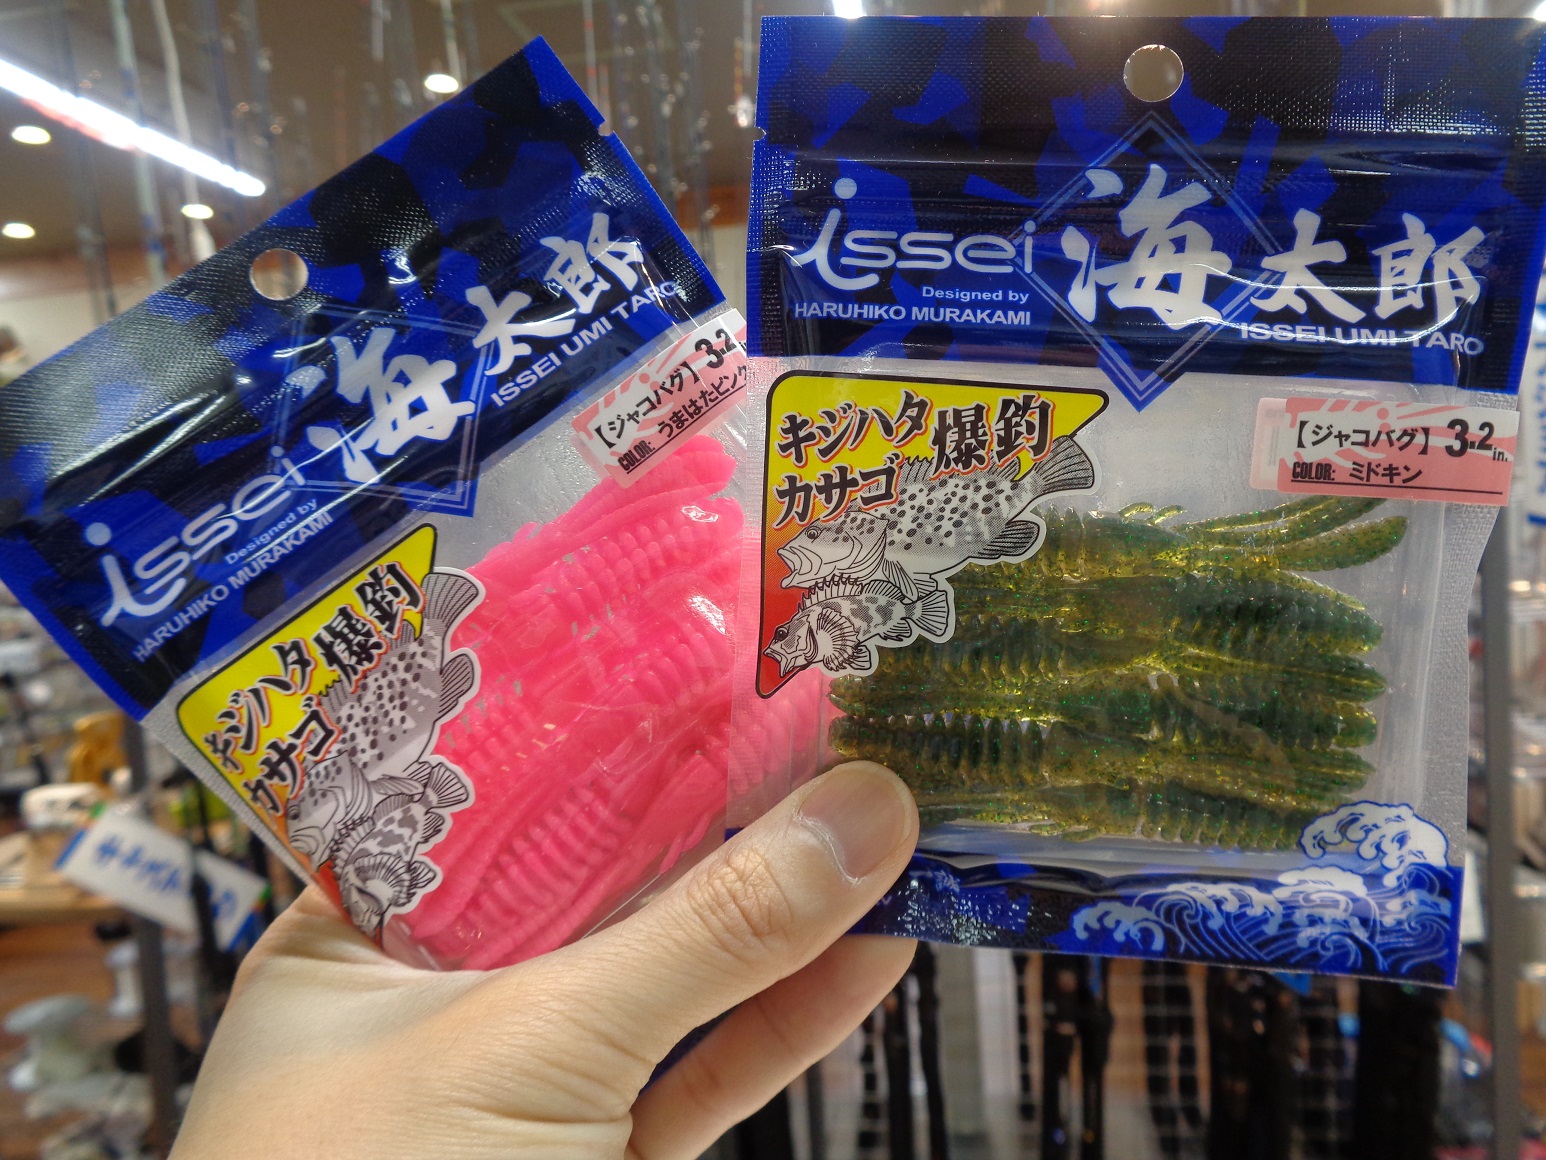 issei
Designed by
HARUHIKO MURAKAMI
海太郎
ISSEI UMI TARO
【ジャコバグ】3.2in
COLOR: うまはたピンク
キジハタ
カサゴ
爆釣
issei
Designed by
HARUHIKO MURAKAMI
海太郎
ISSEI UMI TARO
【ジャコバグ】3.2in.
COLOR: ミドキン
キジハタ
カサゴ
爆釣